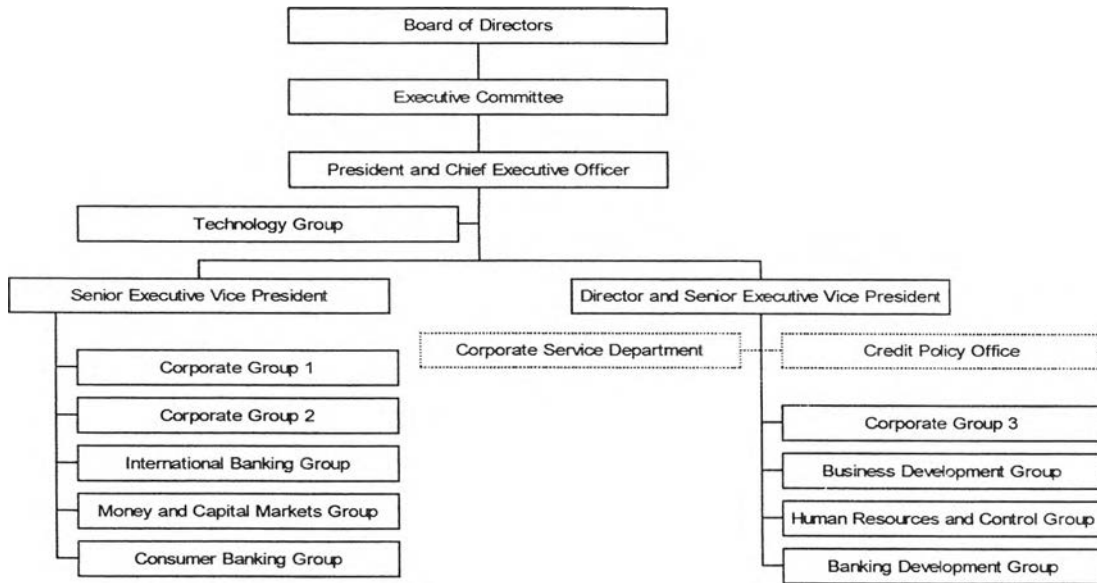 Board of Directors
Executive Committee
President and Chief Executive Officer
Technology Group
Senior Executive Vice President
Director and Senior Executive Vice President
Corporate Service Department
Credit Policy Office
Corporate Group 1
Corporate Group 2
International Banking Group
Money and Capital Markets Group
Consumer Banking Group
Corporate Group 3
Business Development Group
Human Resources and Control Group
Banking Development Group